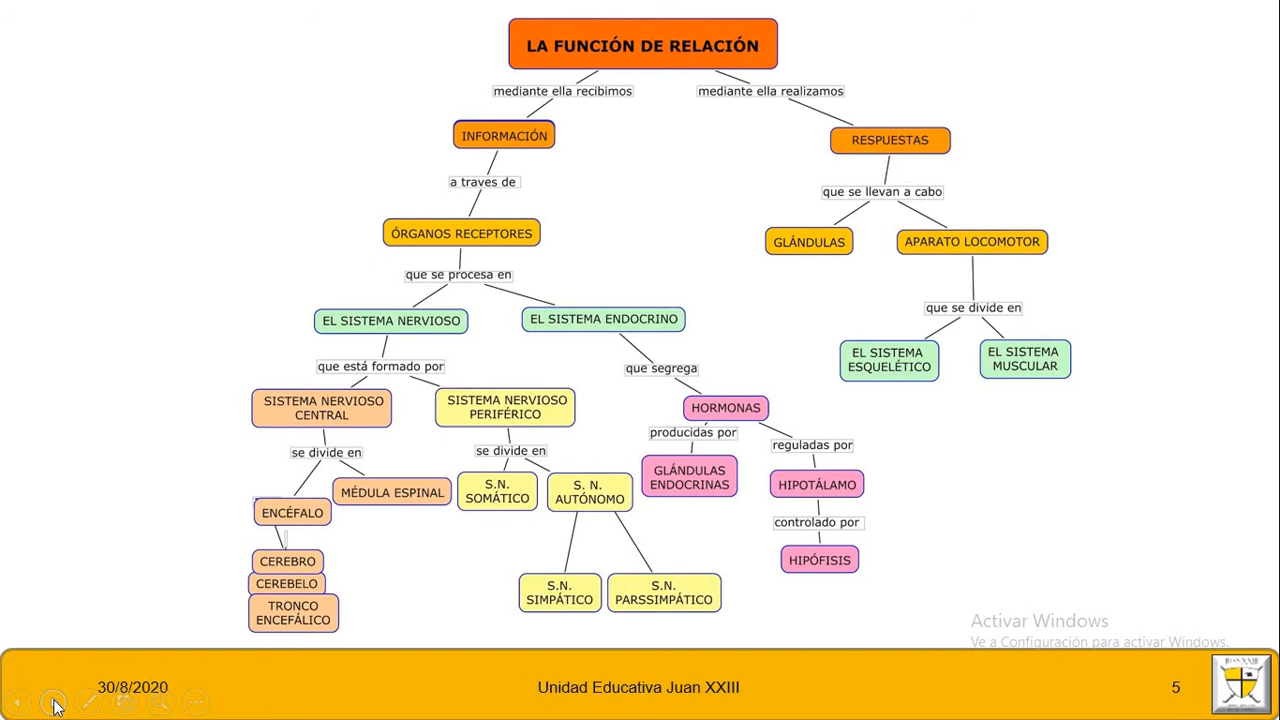 LA FUNCIÓN DE RELACIÓN
mediante ella recibimos
mediante ella realizamos
INFORMACIÓN
RESPUESTAS
a traves de
que se llevan a cabo
ÓRGANOS RECEPTORES
GLÁNDULAS
APARATO LOCOMOTOR
que se procesa en
que se divide en
EL SISTEMA NERVIOSO
EL SISTEMA ENDOCRINO
EL SISTEMA
ESQUELÉTICO
EL SISTEMA
MUSCULAR
que está formado por
que segrega
SISTEMA NERVIOSO
CENTRAL
SISTEMA NERVIOSO
PERIFÉRICO
HORMONAS
producidas por
reguladas por
se divide en
se divide en
GLÁNDULAS
ENDOCRINAS
HIPOTÁLAMO
MÉDULA ESPINAL
S.N.
SOMÁTICO
S. N.
AUTÓNOMO
ENCÉFALO
controlado por
HIPÓFISIS
CEREBRO
CEREBELO
TRONCO
ENCEFÁLICO
S.N.
SIMPÁTICO
S.N.
PARSSIMPÁTICO
Activar Windows
Ve a Configuración para activar Windows.
30/8/2020
Unidad Educativa Juan XXIII
5
JUAN XXIII